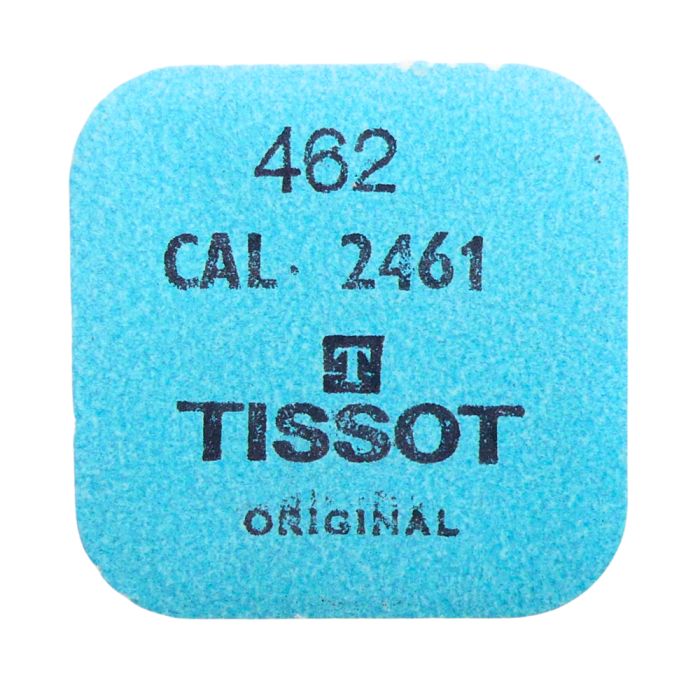 462
CAL. 2461
T
TISSOT
ORIGINAL